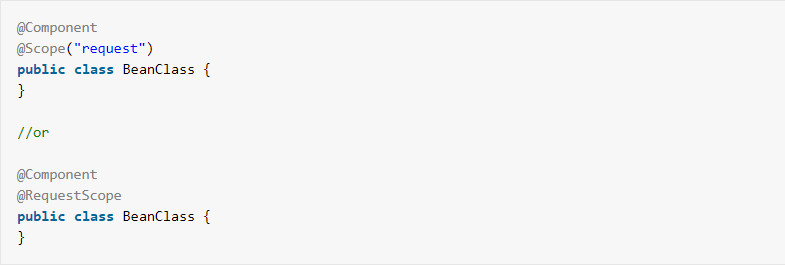 @Component
@Scope("request")
public class BeanClass {
}
//or
@Component
@RequestScope
public class BeanClass {
}